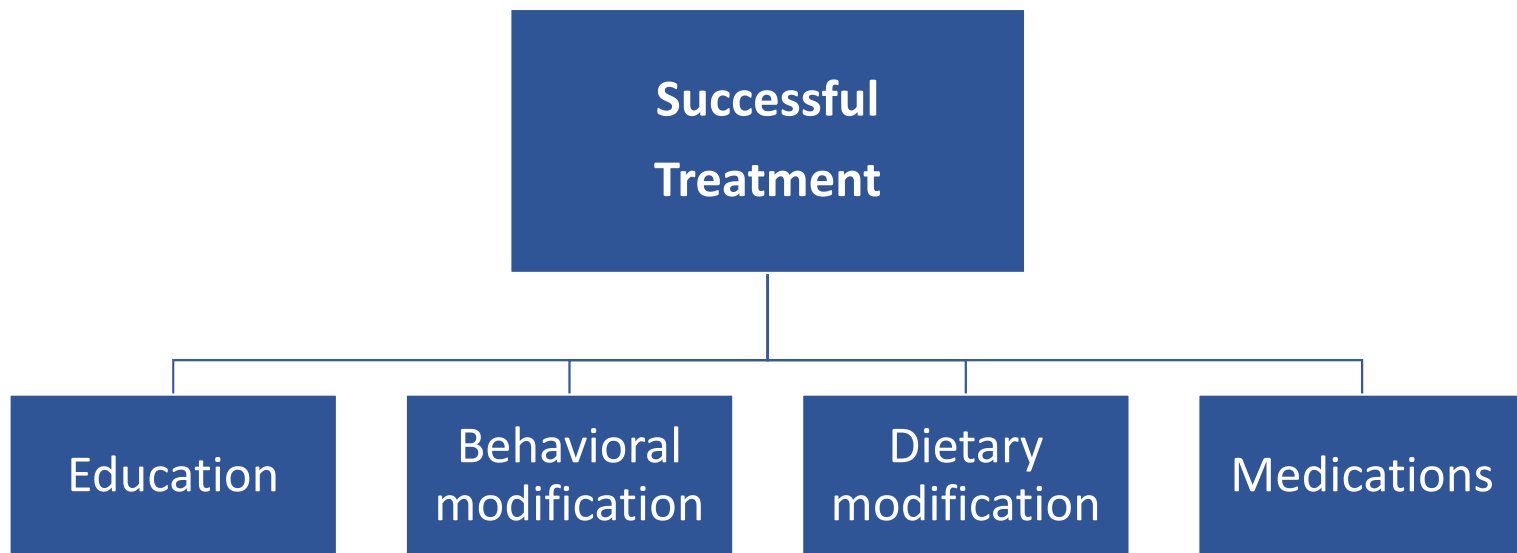 Successful
Treatment
Education
Behavioral
modification
Dietary
modification
Medications